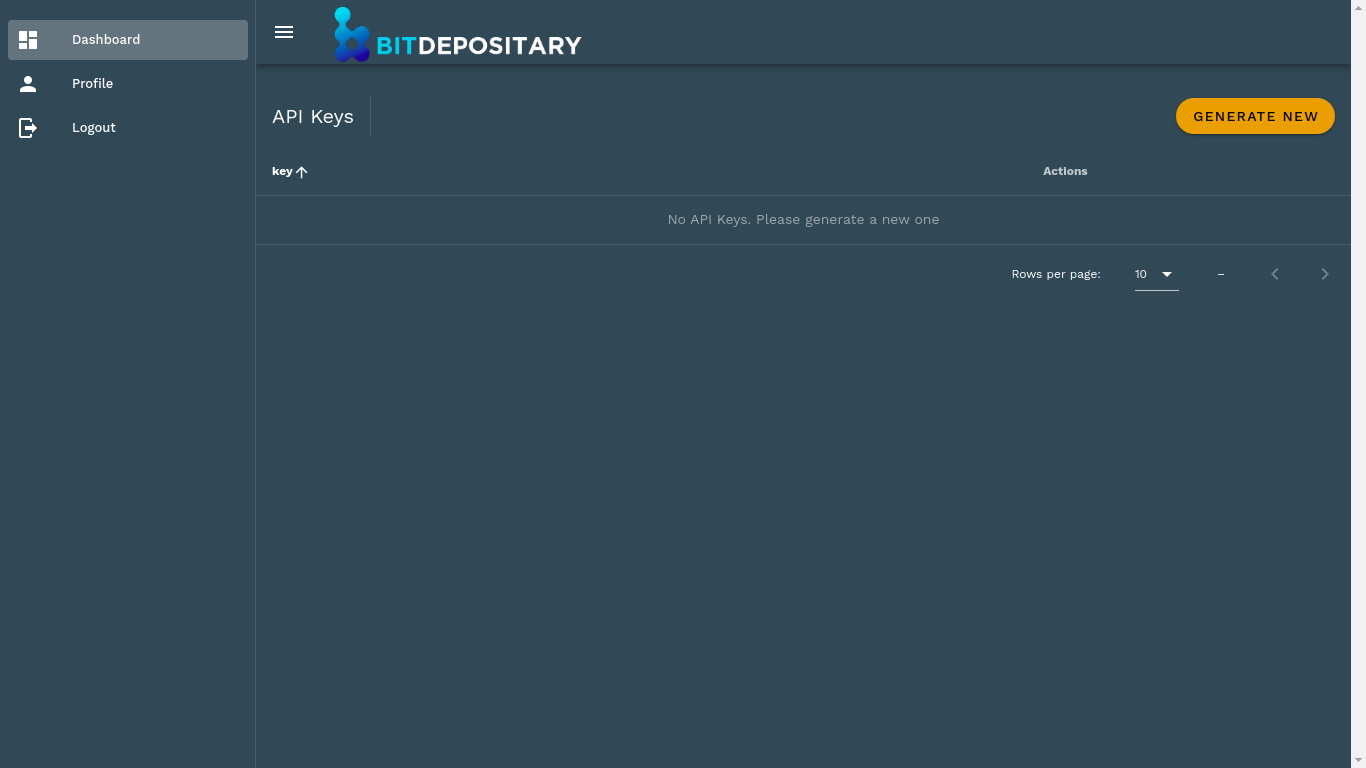 Dashboard
Profile
Logout
BITDEPOSITARY
API Keys
GENERATE NEW
key
Actions
No API Keys. Please generate a new one
Rows per page:
10
–